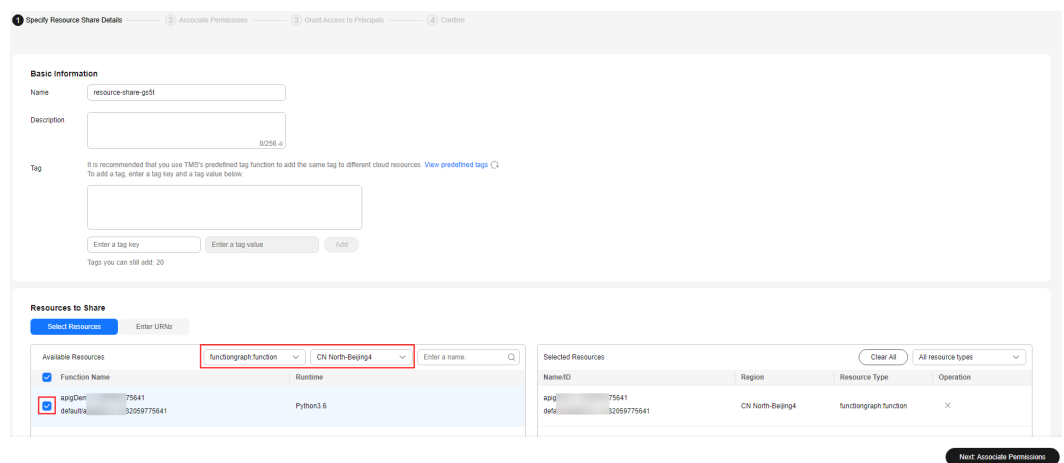 1 Specify Resource Share Details 2 Associate Permissions 3 Grant Access to Principals 4 Confirm
Basic Information
Name resource-share-gs5t
Description
0/256
Tag It is recommended that you use TMS's predefined tag function to add the same tag to different cloud resources. View predefined tags
To add a tag, enter a tag key and a tag value below.
Enter a tag key Enter a tag value Add
Tags you can still add: 20
Resources to Share
Select Resources Enter URNs
Available Resources functiongraph:function CN North-Beijing4 Enter a name. Selected Resources Clear All All resource types
Function Name Runtime Name/ID Region Resource Type Operation
apigDem 75641 Python3.6 apig 75641 CN North-Beijing4 functiongraph:function
default/a 32059775641 defa 32059775641
Next: Associate Permissions